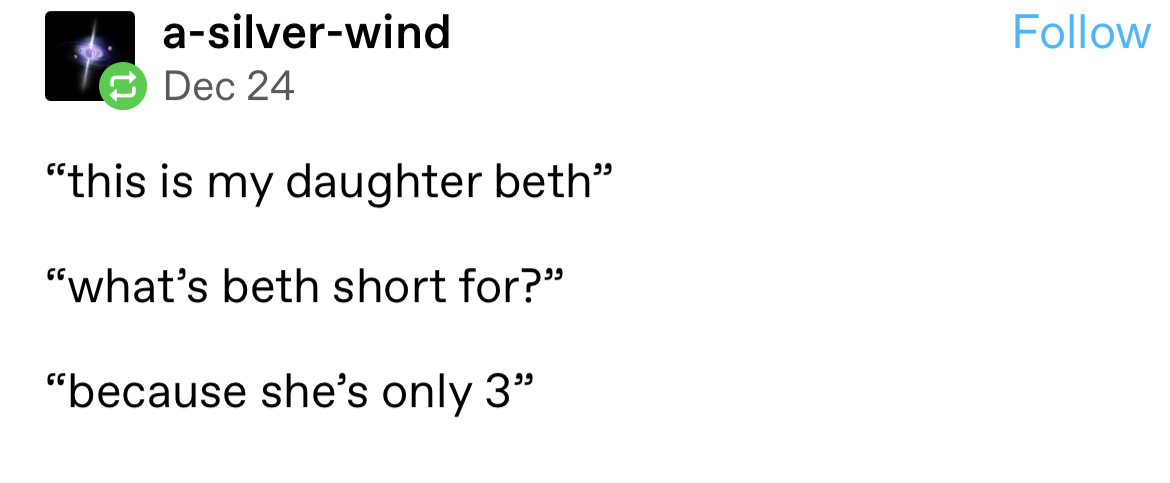 a-silver-wind
Follow
Dec 24
“this is my daughter beth”
“what’s beth short for?”
“because she’s only 3”